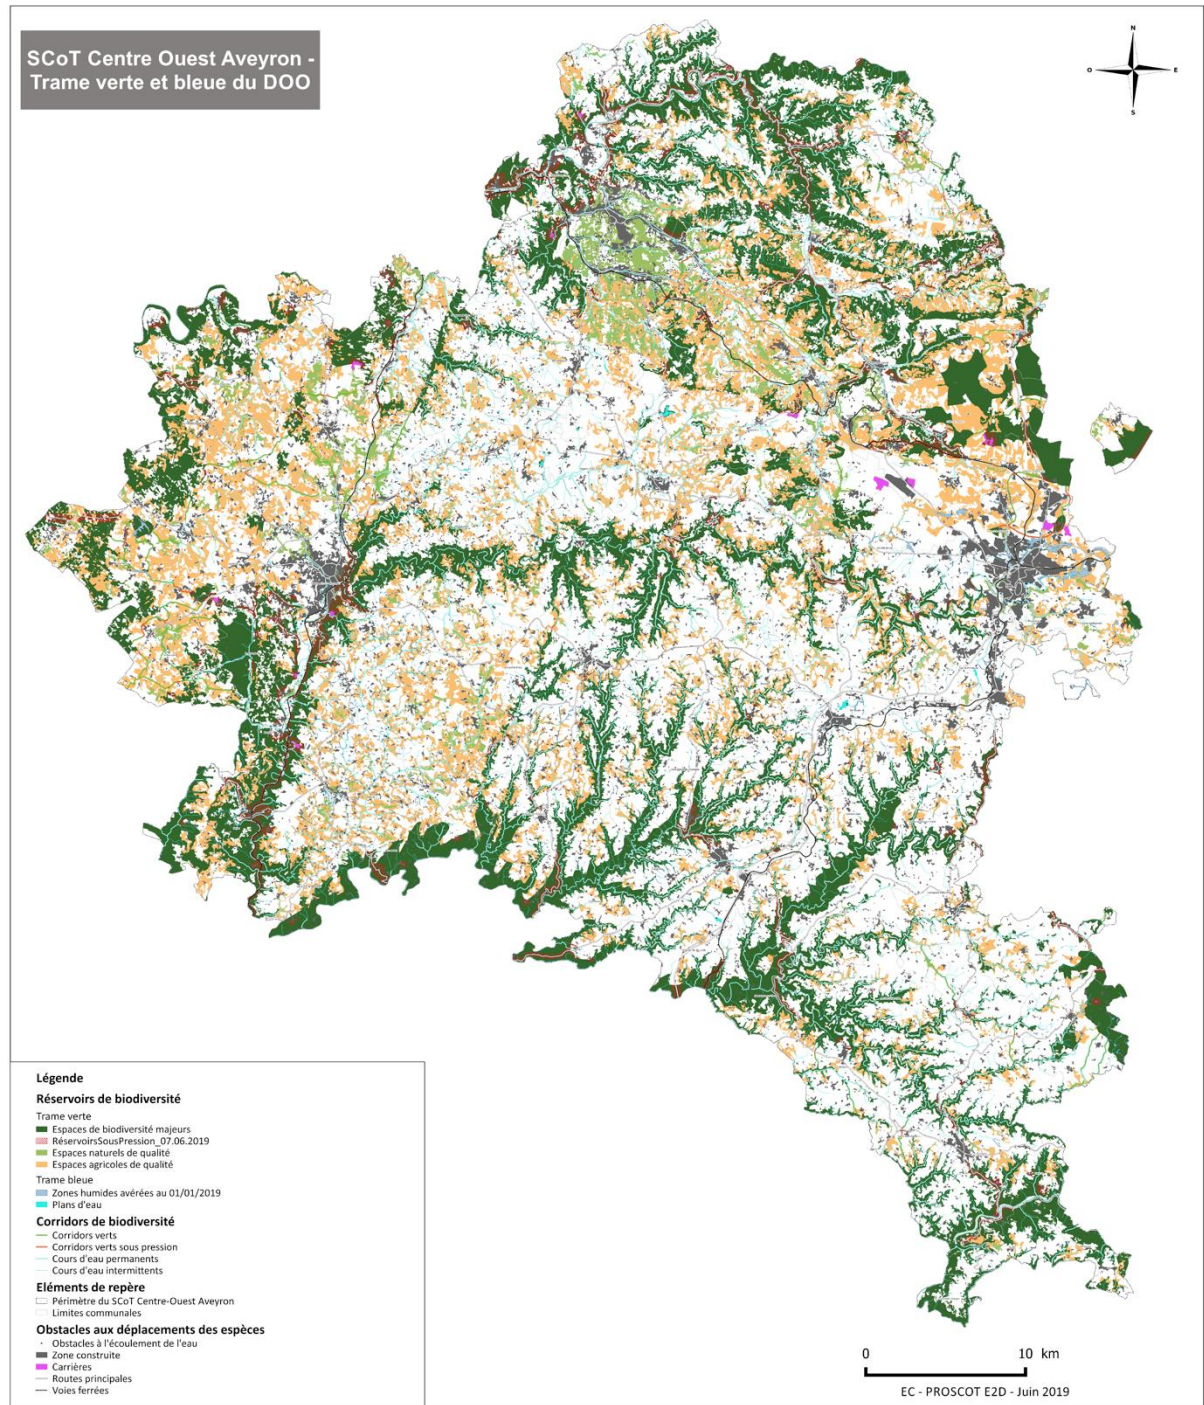 SCoT Centre Ouest Aveyron -
Trame verte et bleue du DOO
N
O
E
S
Légende
Réservoirs de biodiversité
Trame verte
Espaces de biodiversité majeurs
RéservoirsSousPression_07.06.2019
Espaces naturels de qualité
Espaces agricoles de qualité
Trame bleue
Zones humides avérées au 01/01/2019
Plans d'eau
Corridors de biodiversité
Corridors verts
Corridors verts sous pression
Cours d'eau permanents
Cours d'eau intermittents
Eléments de repère
Périmètre du SCoT Centre-Ouest Aveyron
Limites communales
Obstacles aux déplacements des espèces
Obstacles à l'écoulement de l'eau
Zone construite
Carrières
Routes principales
Voies ferrées
0 10 km
EC - PROSCOT E2D - Juin 2019